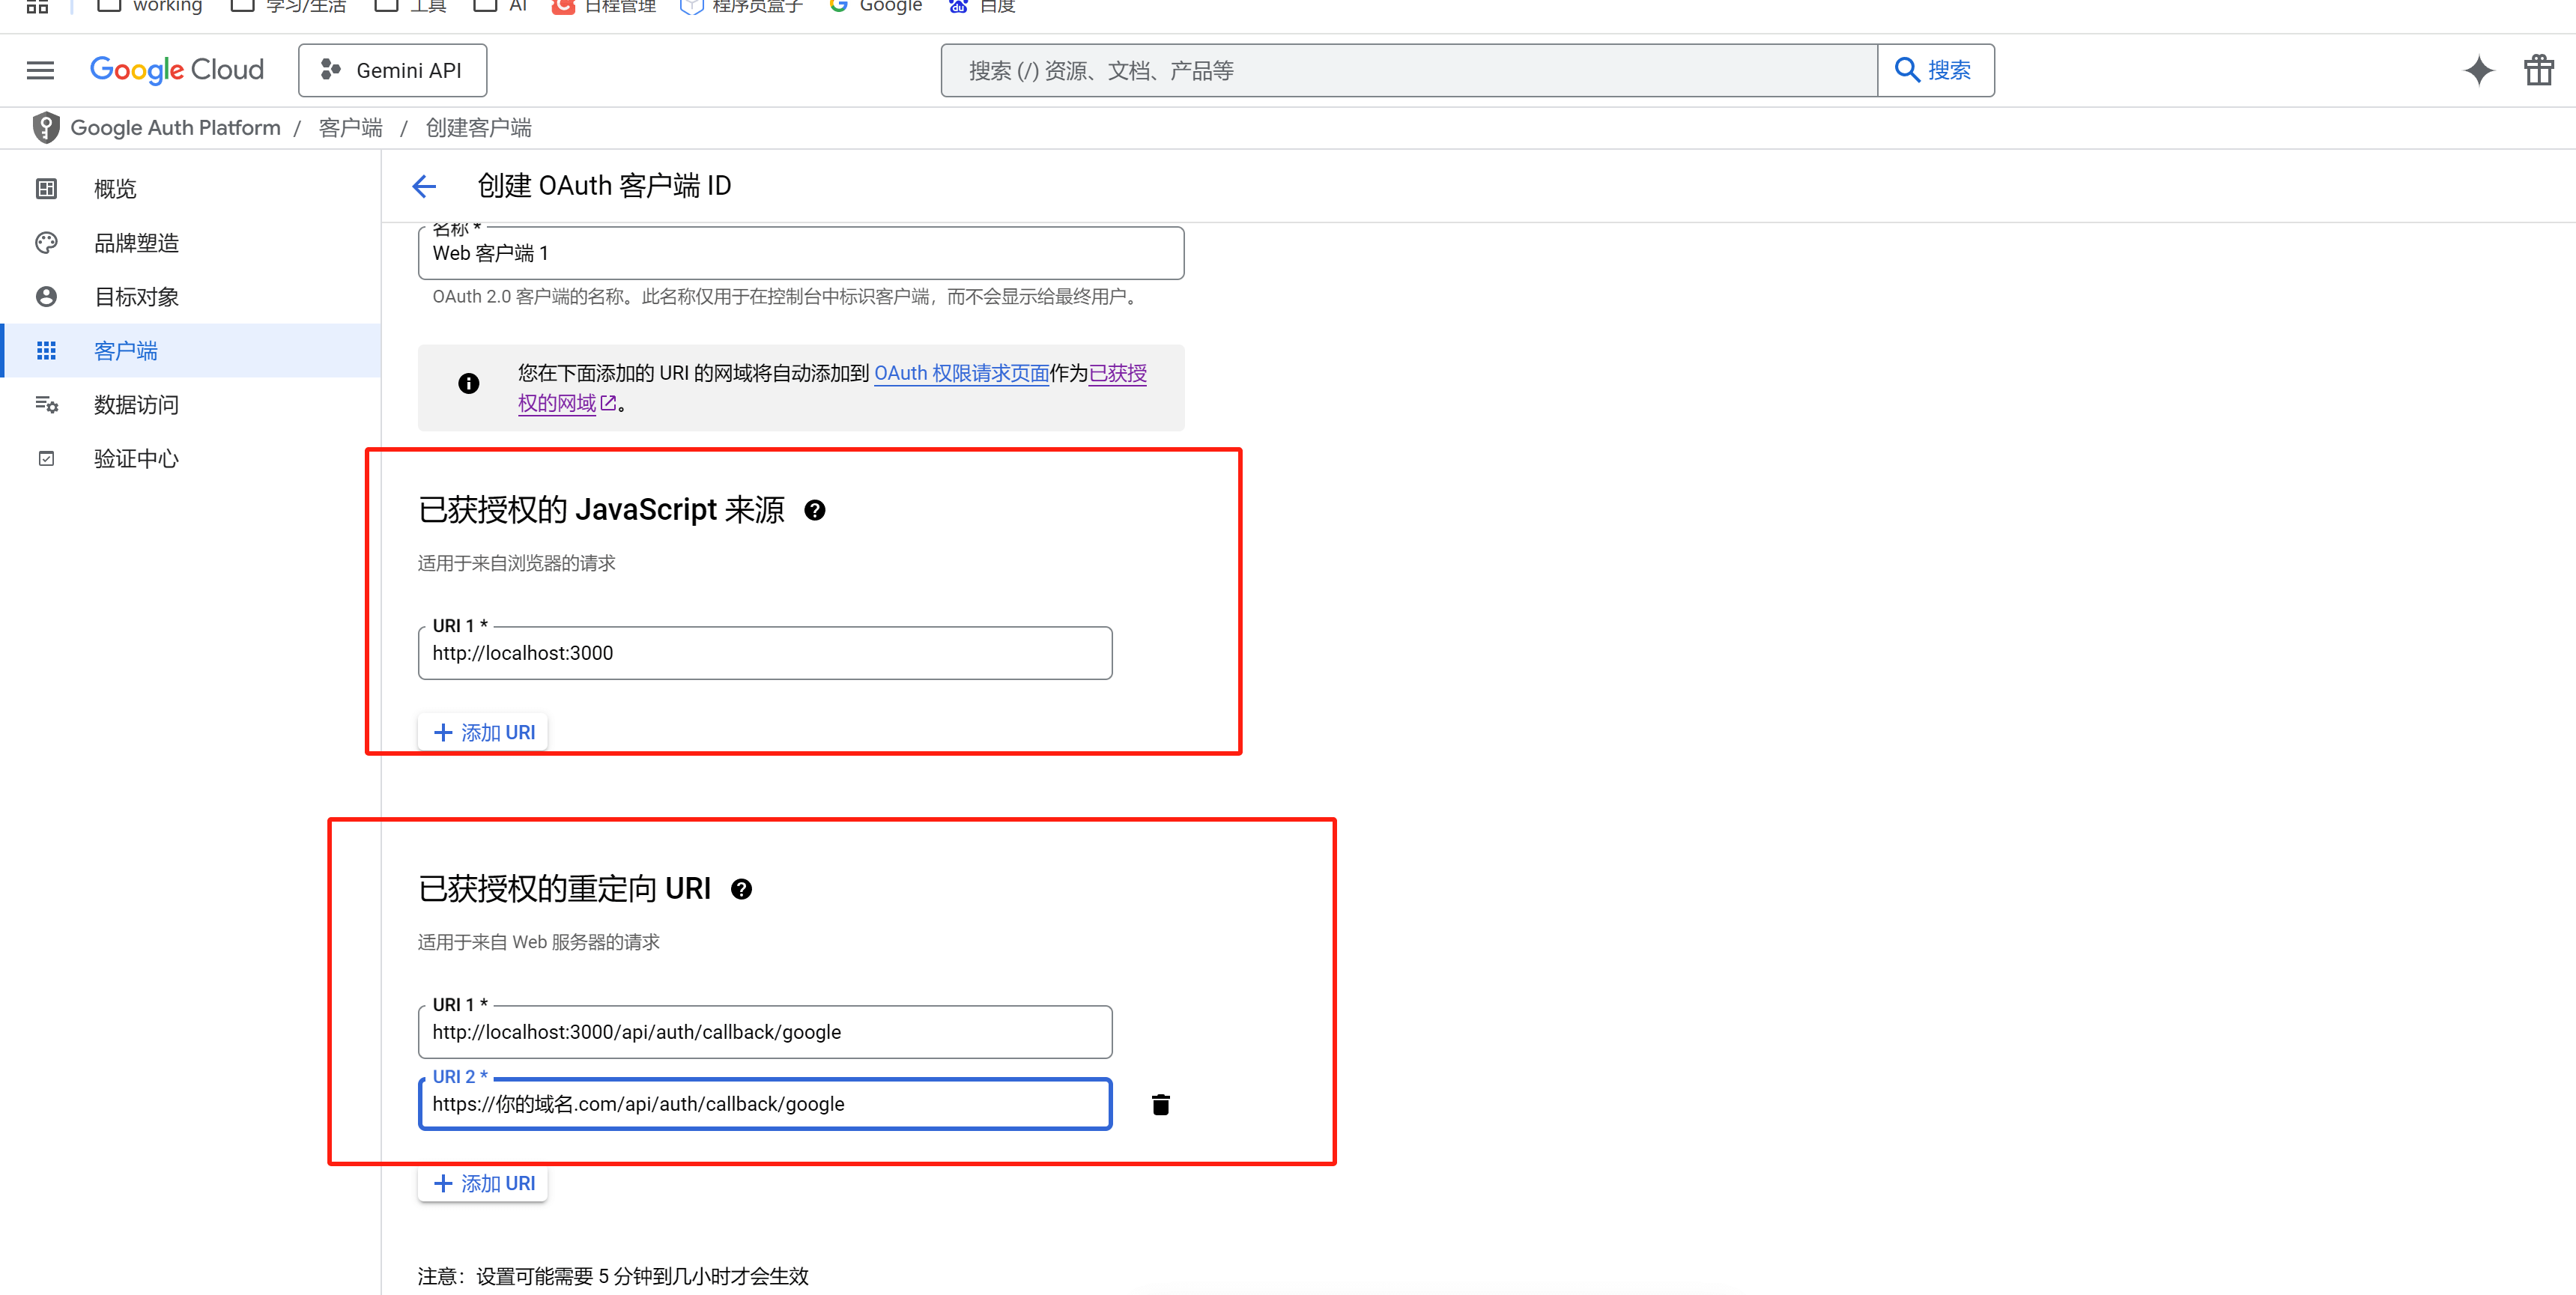 working 学习/生活 工具 AI 日程管理 程序员盒子 Google 百度
Google Cloud Gemini API 搜索 (/) 资源、文档、产品等 搜索
Google Auth Platform / 客户端 / 创建客户端
概览
品牌塑造
目标对象
客户端
数据访问
验证中心
创建 OAuth 客户端 ID
名称 *
Web 客户端 1
OAuth 2.0 客户端的名称。此名称仅用于在控制台中标识客户端，而不会显示给最终用户。
您在下面添加的 URI 的网域将自动添加到 OAuth 权限请求页面作为已获授
权的网域。
已获授权的 JavaScript 来源
适用于来自浏览器的请求
URI 1 *
http://localhost:3000
添加 URI
已获授权的重定向 URI
适用于来自 Web 服务器的请求
URI 1 *
http://localhost:3000/api/auth/callback/google
URI 2 *
https://你的域名.com/api/auth/callback/google
添加 URI
注意：设置可能需要 5 分钟到几小时才会生效